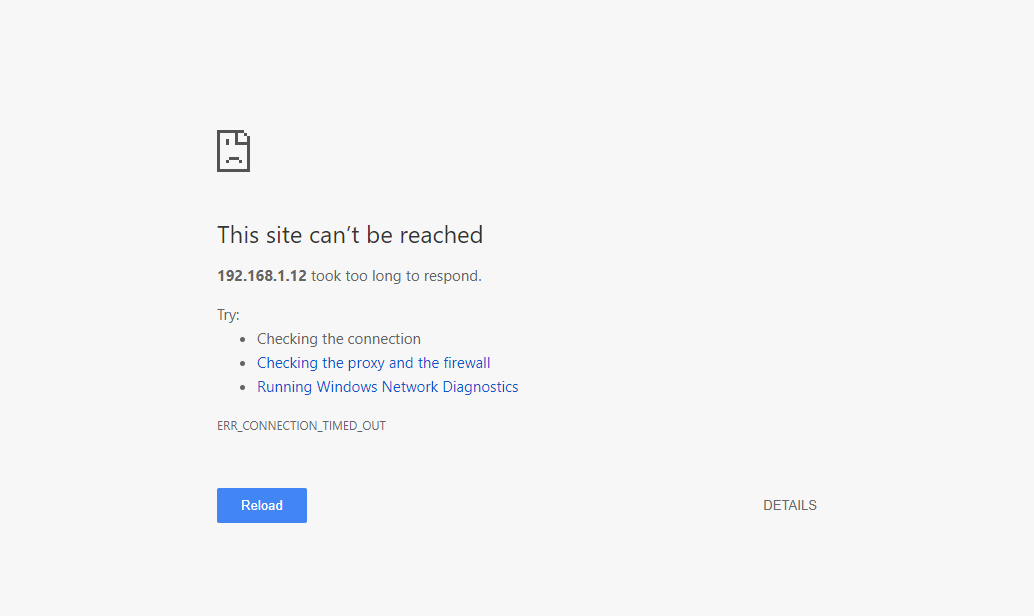 This site can’t be reached
192.168.1.12 took too long to respond.
Try:
• Checking the connection
• Checking the proxy and the firewall
• Running Windows Network Diagnostics
ERR_CONNECTION_TIMED_OUT
Reload DETAILS